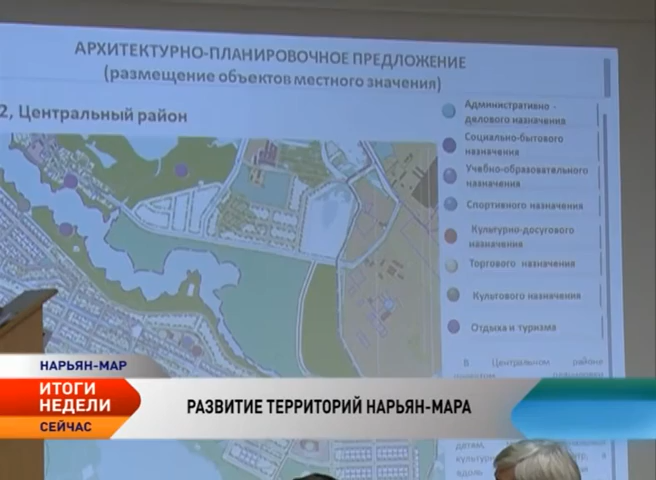 АРХИТЕКТУРНО-ПЛАНИРОВОЧНОЕ ПРЕДЛОЖЕНИЕ
(размещение объектов местного значения)
2, Центральный район
Административно -
делового назначения
Социально-бытового
назначения
Учебно-образовательного
назначения
Спортивного назначения
Культурно-досугового
назначения
Торгового назначения
Культового назначения
Отдыха и туризма
В Центральном районе
НАРЬЯН-МАР
ИТОГИ
НЕДЕЛИ
СЕЙЧАС
РАЗВИТИЕ ТЕРРИТОРИЙ НАРЬЯН-МАРА